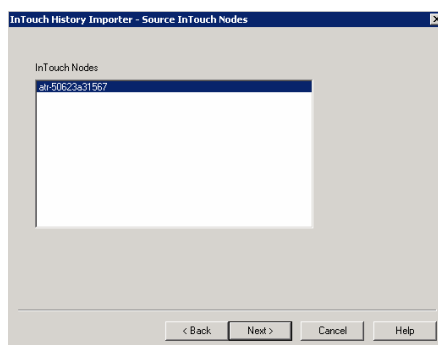 InTouch History Importer - Source InTouch Nodes
InTouch Nodes
atr-50623a31567
< Back Next > Cancel Help